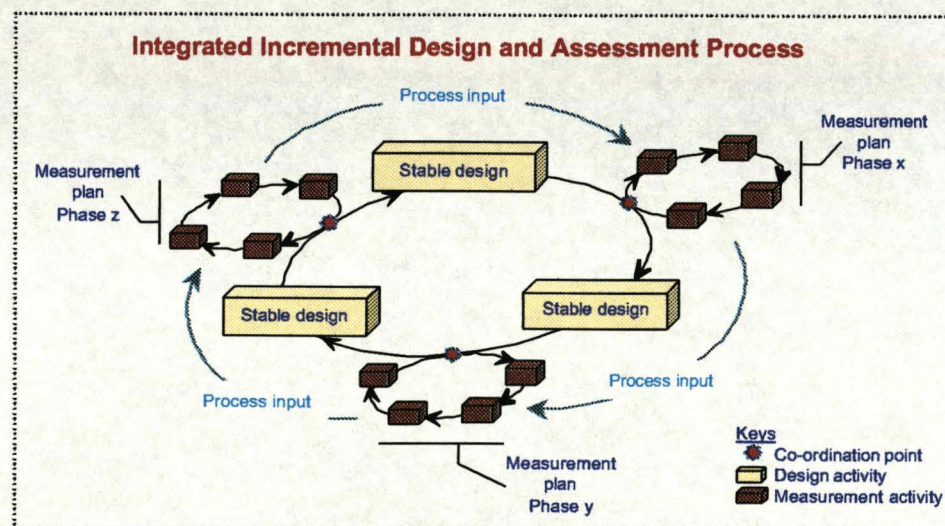 Integrated Incremental Design and Assessment Process
Process input
Measurement
plan
Phase x
Stable design
Measurement
plan
Phase z
Stable design
Stable design
Process input
Process input
Measurement
plan
Phase y
Keys
Co-ordination point
Design activity
Measurement activity